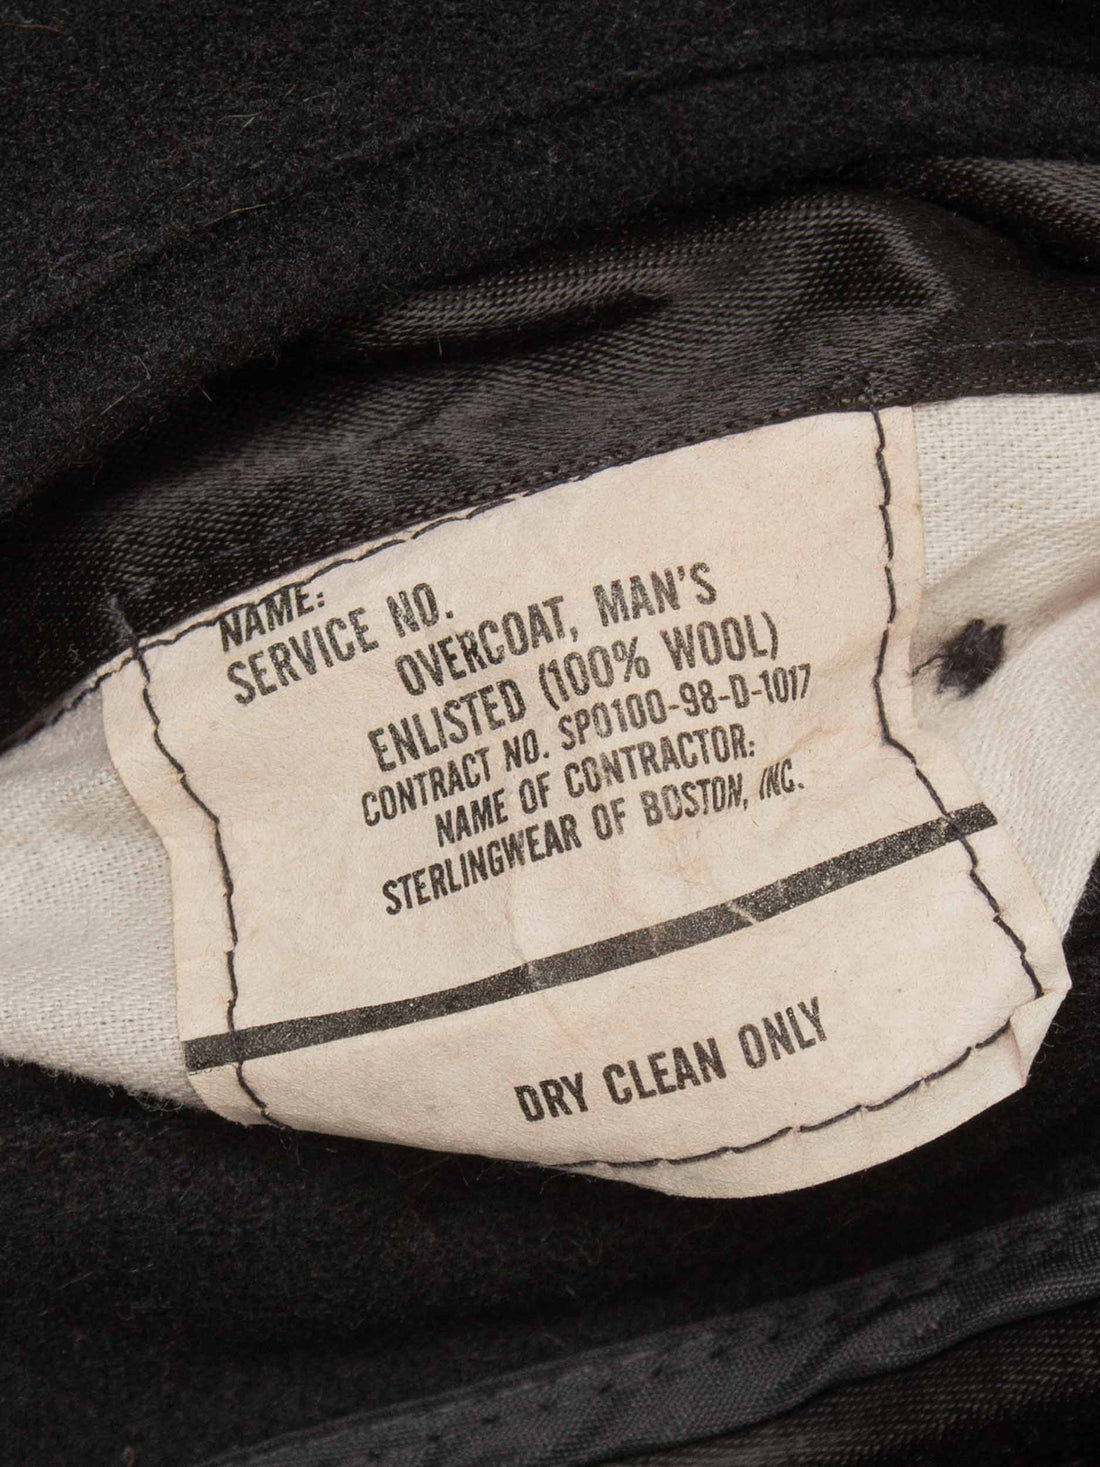 NAME:
SERVICE NO.
OVERCOAT, MAN'S
ENLISTED (100% WOOL)
CONTRACT NO. SPO100-98-D-1017
NAME OF CONTRACTOR:
STERLINGWEAR OF BOSTON, INC.
DRY CLEAN ONLY